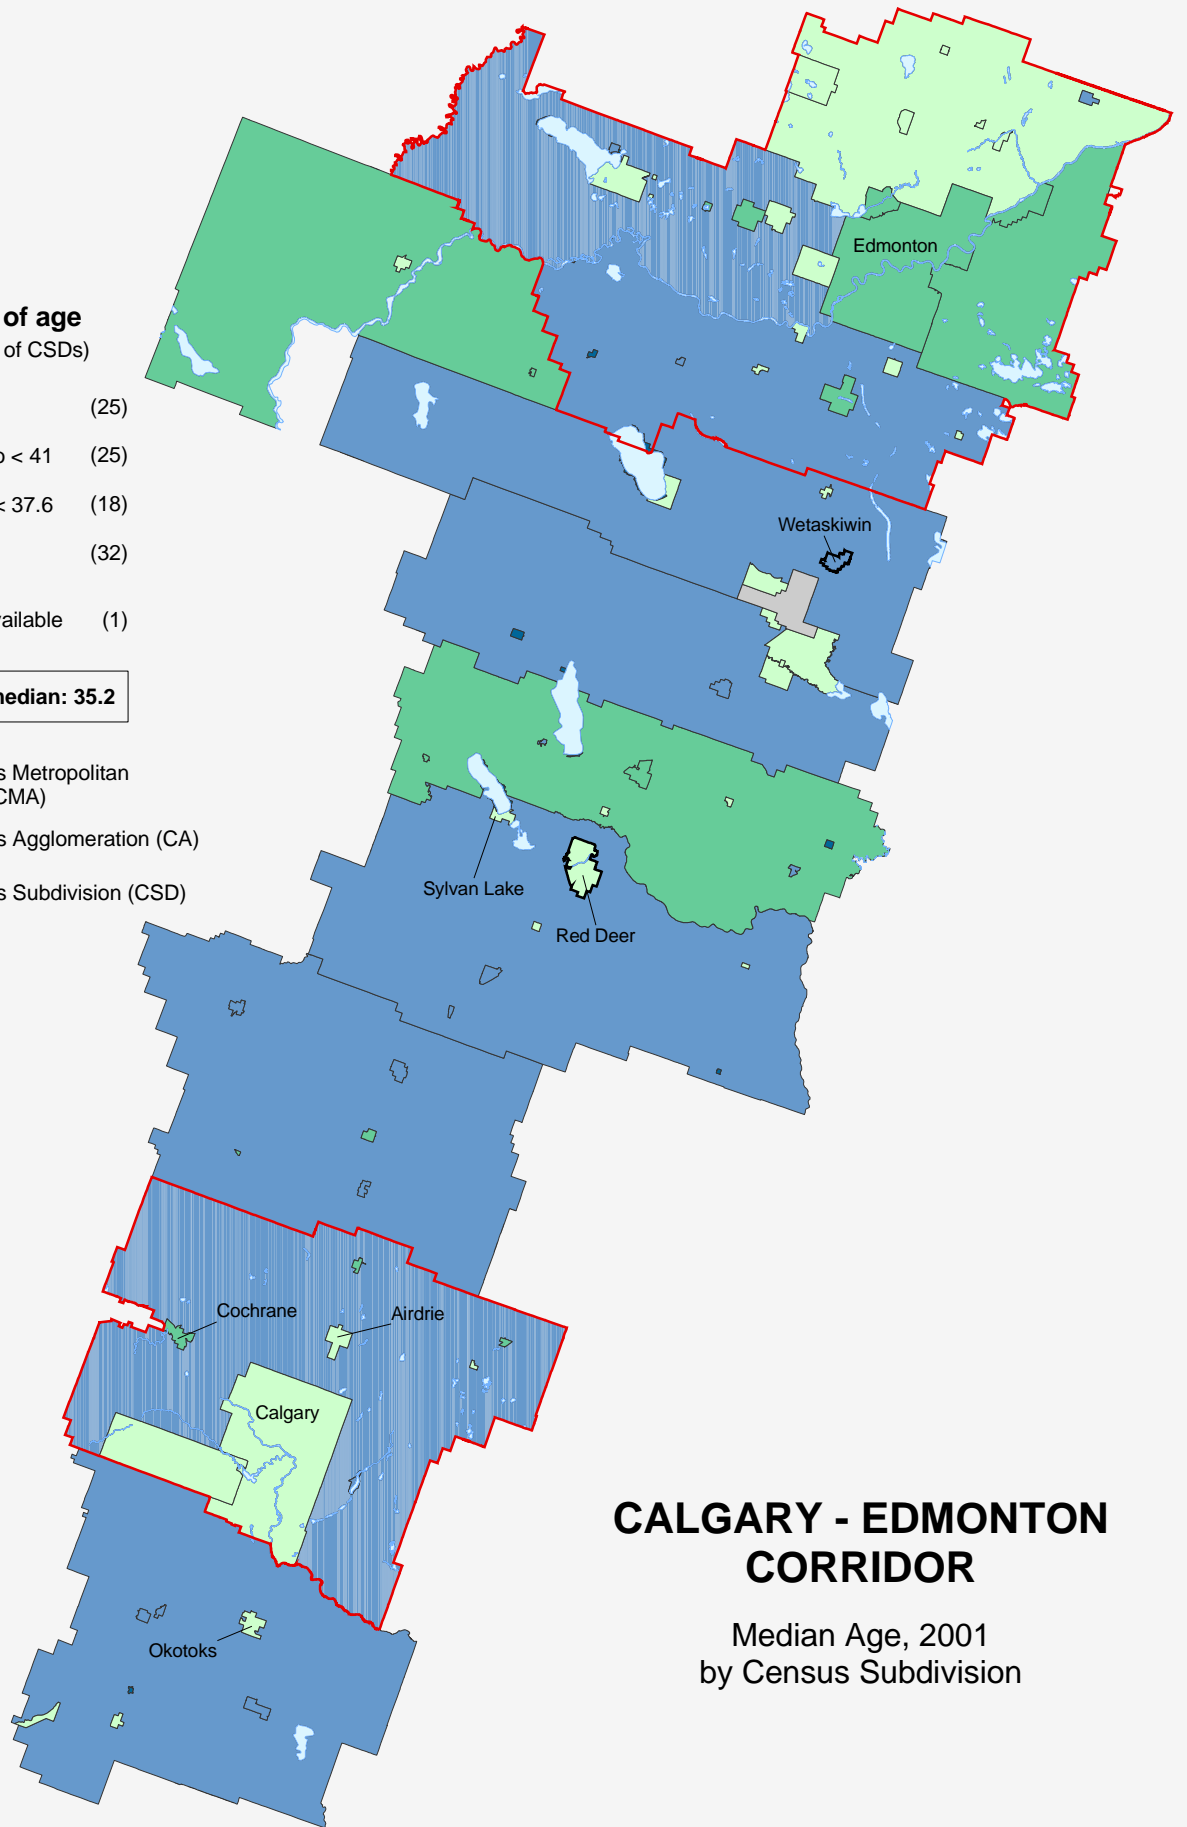 of age
of CSDs)
(25)
o < 41 (25)
< 37.6 (18)
(32)
vailable (1)
median: 35.2
s Metropolitan
CMA)
s Agglomeration (CA)
s Subdivision (CSD)
Edmonton
Wetaskiwin
Sylvan Lake
Red Deer
Cochrane
Airdrie
Calgary
Okotoks
CALGARY - EDMONTON
CORRIDOR
Median Age, 2001
by Census Subdivision